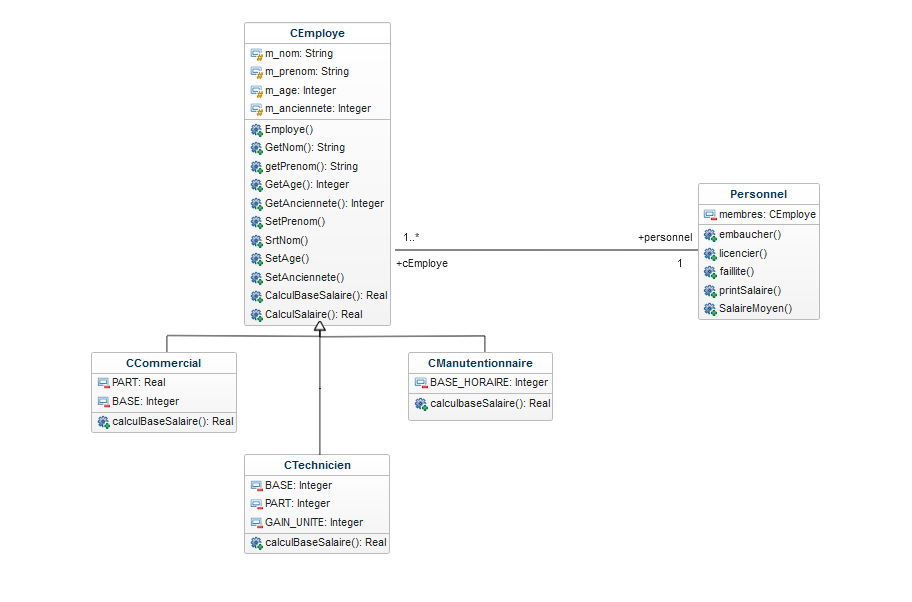 CEmploye
m_nom: String
m_prenom: String
m_age: Integer
m_anciennete: Integer
Employe()
GetNom(): String
getPrenom(): String
GetAge(): Integer
GetAnciennete(): Integer
SetPrenom()
SrtNom()
SetAge()
SetAnciennete()
CalculBaseSalaire(): Real
CalculSalaire(): Real
1..*
+cEmploye
+personnel
1
Personnel
membres: CEmploye
embaucher()
licencier()
faillite()
printSalaire()
SalaireMoyen()
CCommercial
PART: Real
BASE: Integer
calculBaseSalaire(): Real
CManutentionnaire
BASE_HORAIRE: Integer
calculbaseSalaire(): Real
CTechnicien
BASE: Integer
PART: Integer
GAIN_UNITE: Integer
calculBaseSalaire(): Real